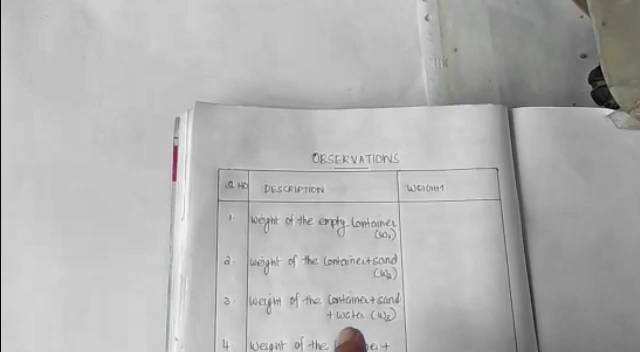 OBSERVATIONS
S.NO DESCRIPTION WEIGHT
1. Weight of the empty Container
(W₁)
2. Weight of the Container+sand
(W₂)
3. Weight of the Container+sand
+ water (W₃)
4. Weight of the